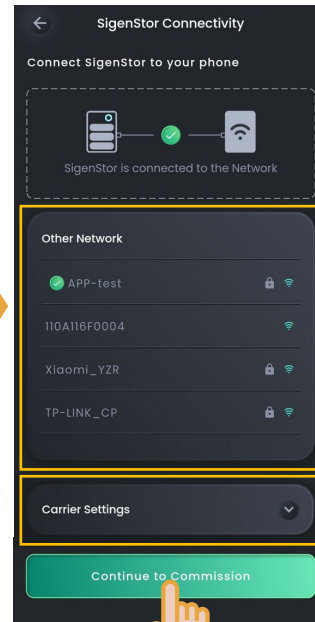 SigenStor Connectivity
Connect SigenStor to your phone
SigenStor is connected to the Network
Other Network
APP-test
110A116F0004
Xiaomi_YZR
TP-LINK_CP
Carrier Settings
Continue to Commission